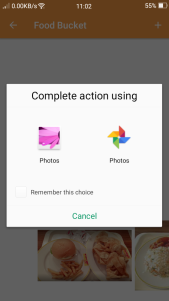 0.00KB/s 11:02 55%
Food Bucket +
Complete action using
Photos Photos
Remember this choice
Cancel